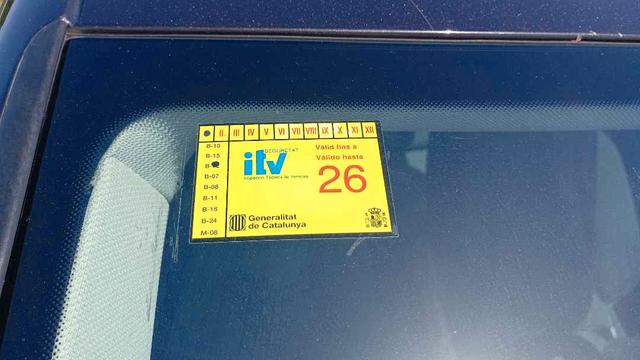 II III IV V VI VII VIII IX X XI XII
B-10
B-15
B
B-07
B-08
B-11
B-18
B-24
M-08
SEGURETAT
itv
Vàlid fins a
Válido hasta
26
Generalitat
de Catalunya